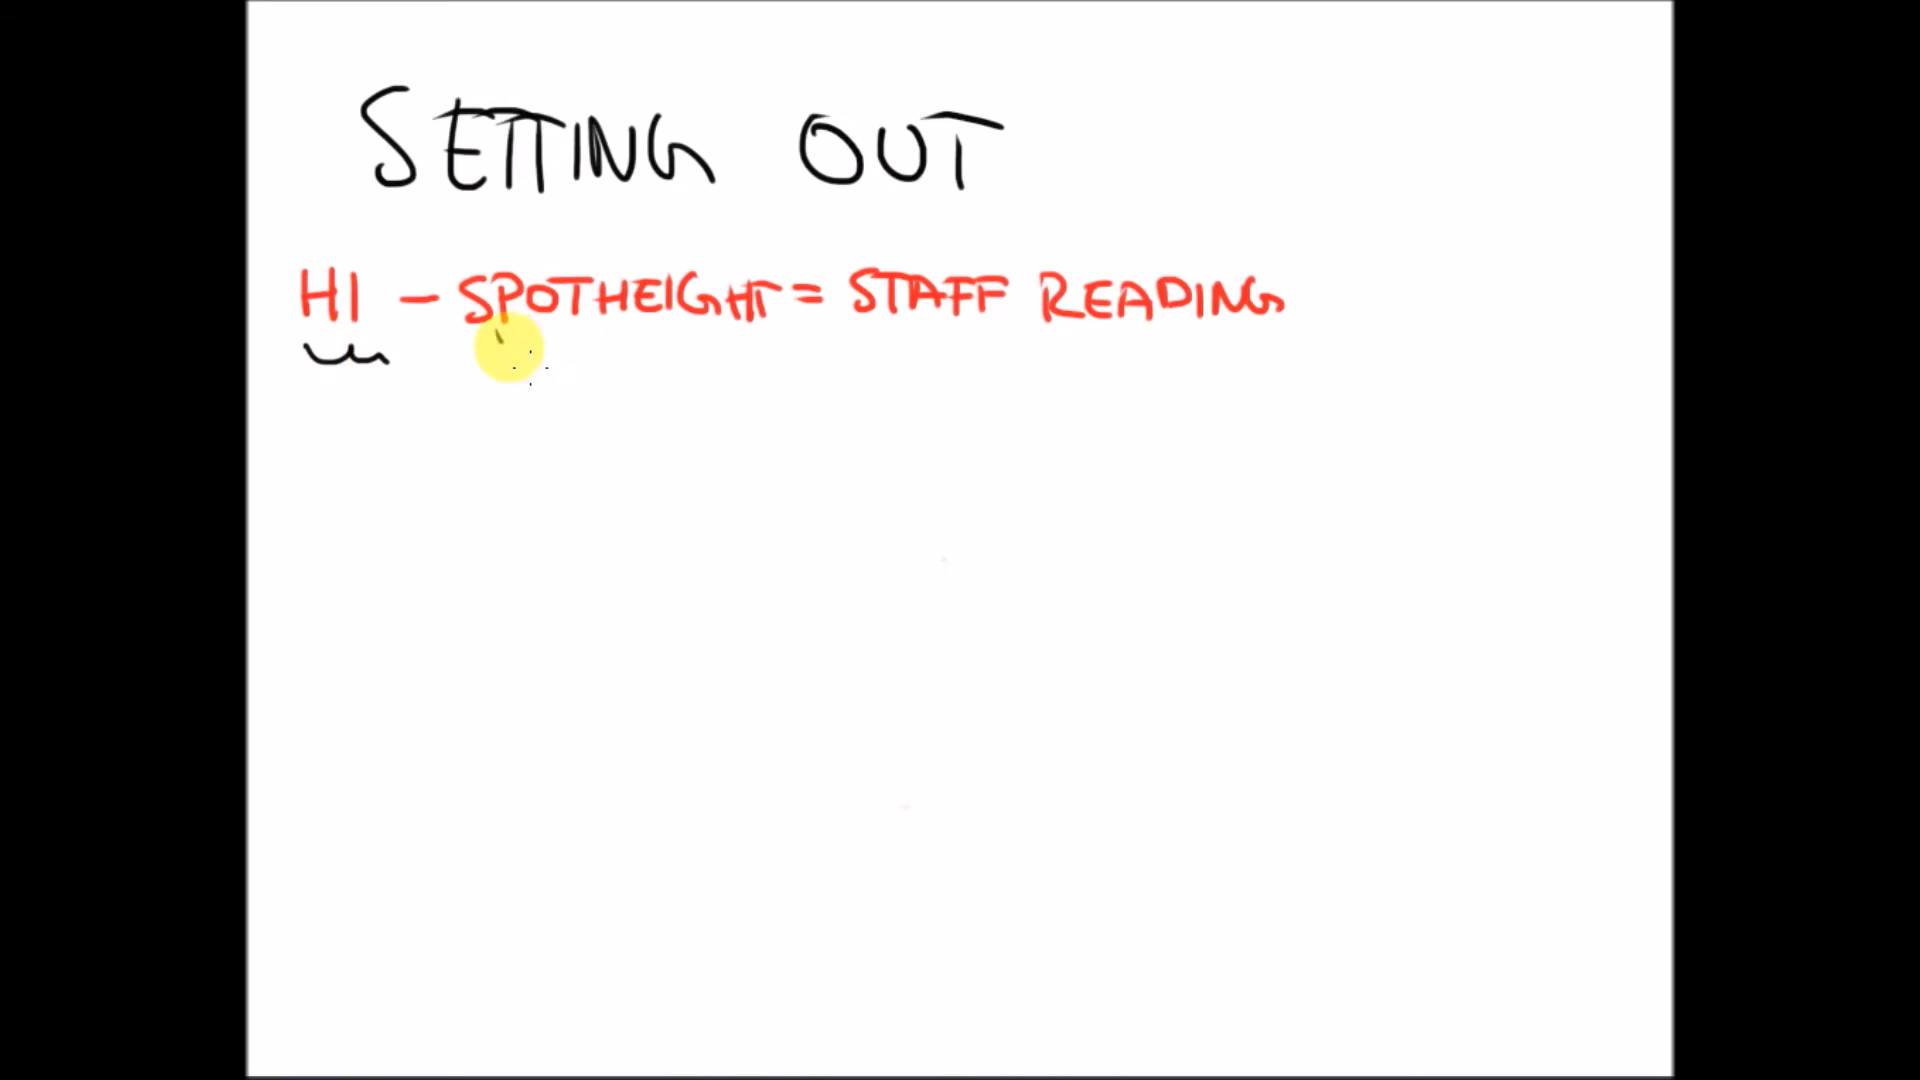 SETTING OUT
HI - SPOTHEIGHT = STAFF READING